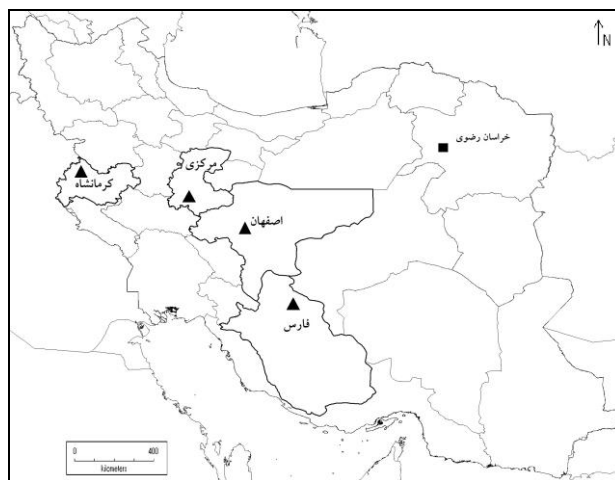 N
خراسان رضوی
مرکزی
کرمانشاه
اصفهان
فارس
0 400
kilometers